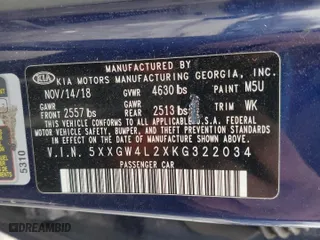 MANUFACTURED BY
KIA KIA MOTORS MANUFACTURING GEORGIA, INC.
NOV/14/18 GVWR 4630 lbs PAINT M5U
GAWR GAWR
FRONT 2557 lbs REAR 2513 lbs TRIM WK
THIS VEHICLE CONFORMS TO ALL APPLICABLE U.S.A. FEDERAL MOTOR
VEHICLE SAFETY, BUMPER, AND THEFT PREVENTION STANDARDS IN
EFFECT ON THE DATE OF MANUFACTURE SHOWN ABOVE.
V.I.N. 5XXGW4L2XKG322034
PASSENGER CAR
5310
DREAMBID.COM